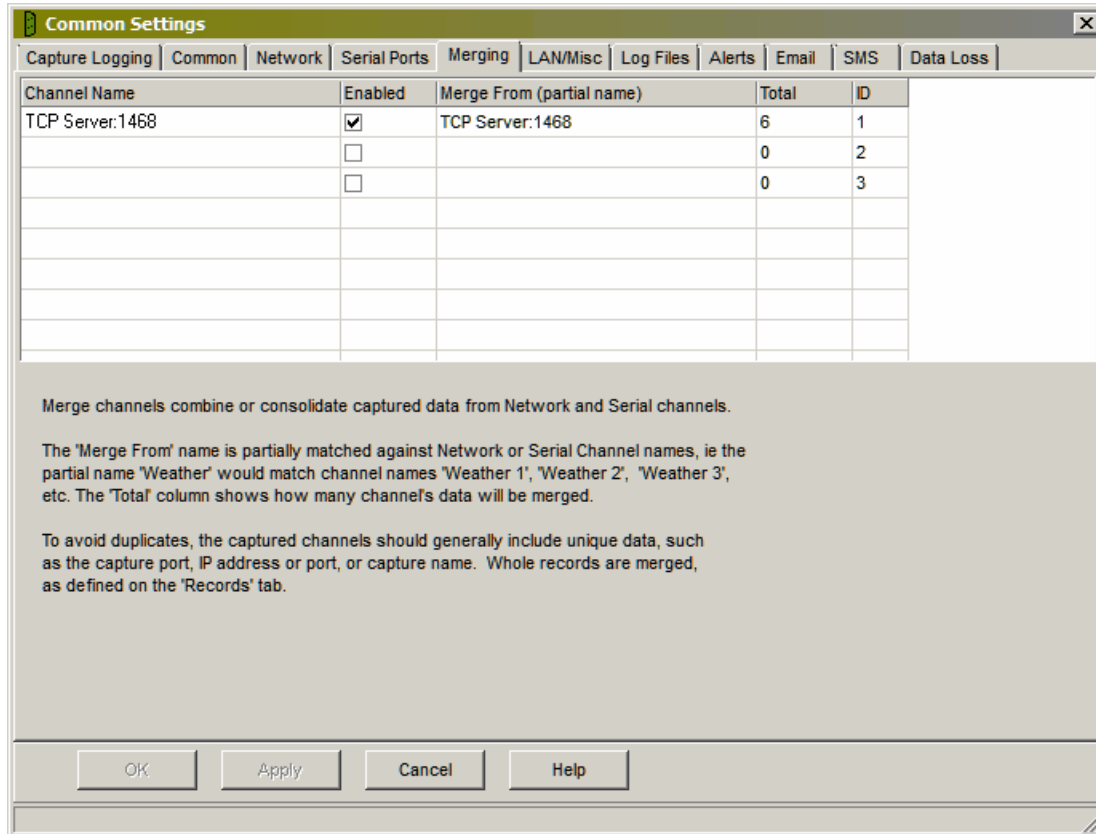 Common Settings
Capture Logging Common Network Serial Ports Merging LAN/Misc Log Files Alerts Email SMS Data Loss
Channel Name Enabled Merge From (partial name) Total ID
TCP Server:1468 TCP Server:1468 6 1
0 2
0 3
Merge channels combine or consolidate captured data from Network and Serial channels.
The 'Merge From' name is partially matched against Network or Serial Channel names, ie the
partial name 'Weather' would match channel names 'Weather 1', 'Weather 2', 'Weather 3',
etc. The 'Total' column shows how many channel's data will be merged.
To avoid duplicates, the captured channels should generally include unique data, such
as the capture port, IP address or port, or capture name. Whole records are merged,
as defined on the 'Records' tab.
OK Apply Cancel Help